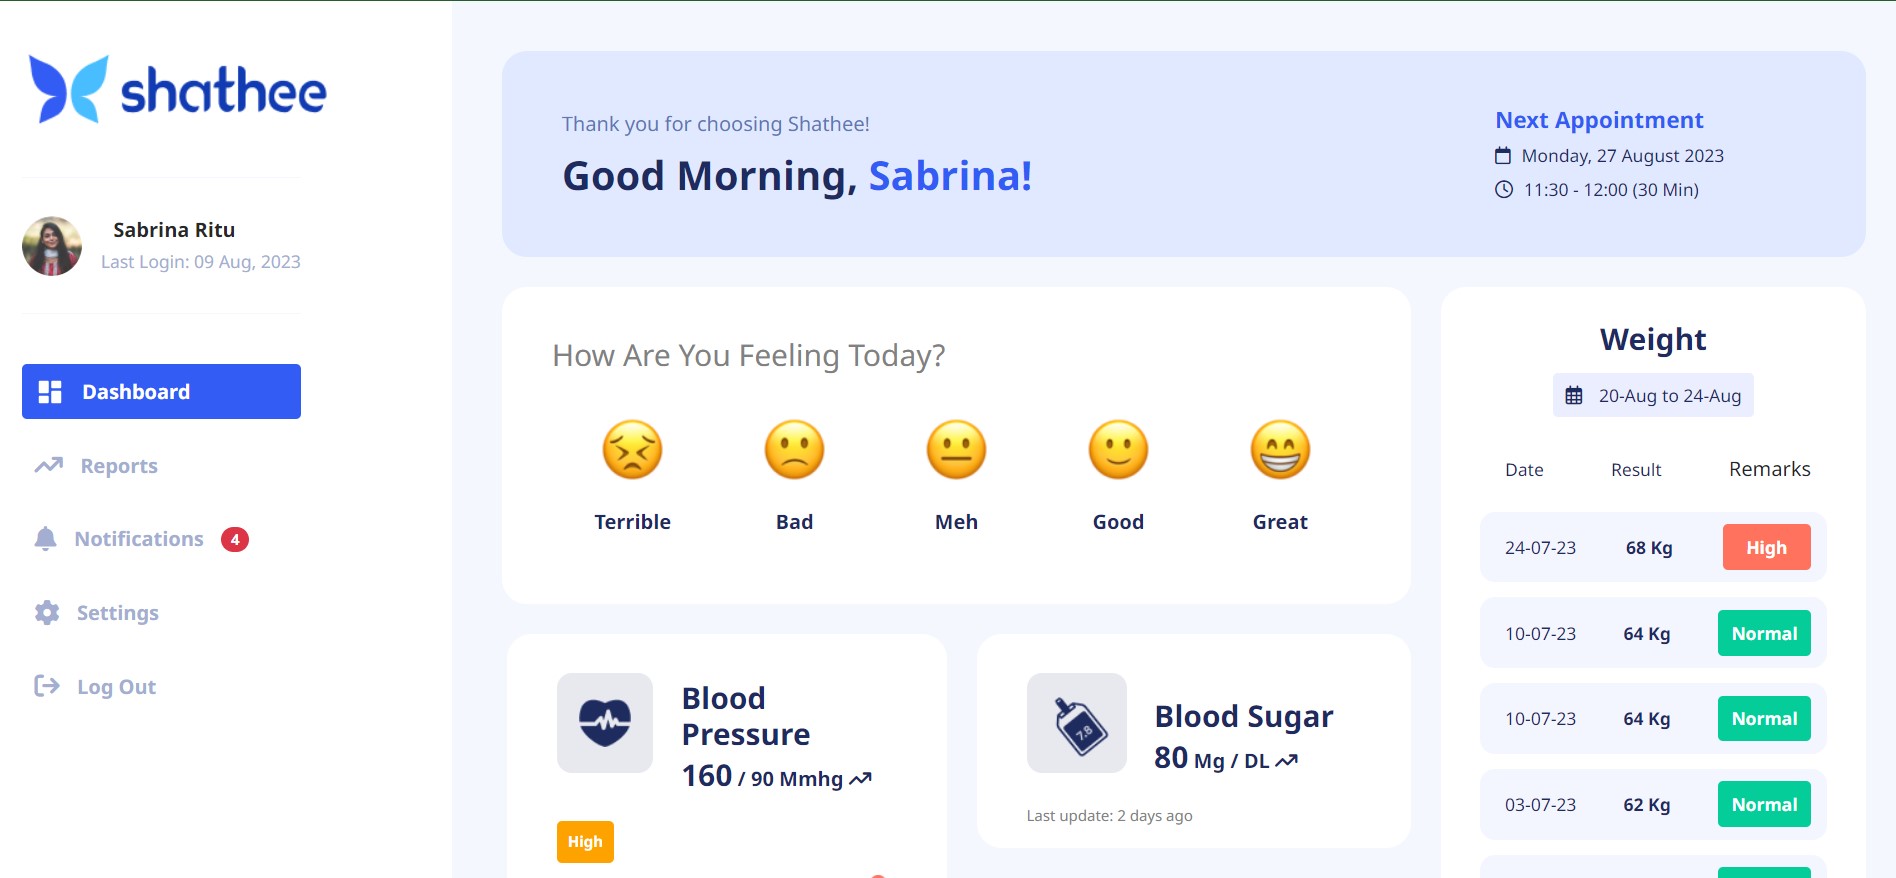 shathee
Sabrina Ritu
Last Login: 09 Aug, 2023
Dashboard
Reports
Notifications 4
Settings
Log Out
Thank you for choosing Shathee!
Good Morning, Sabrina!
Next Appointment
Monday, 27 August 2023
11:30 - 12:00 (30 Min)
How Are You Feeling Today?
Terrible Bad Meh Good Great
Blood
Pressure
160 / 90 Mmhg
High
7.8
Blood Sugar
80 Mg / DL
Last update: 2 days ago
Weight
20-Aug to 24-Aug
Date Result Remarks
24-07-23 68 Kg High
10-07-23 64 Kg Normal
10-07-23 64 Kg Normal
03-07-23 62 Kg Normal